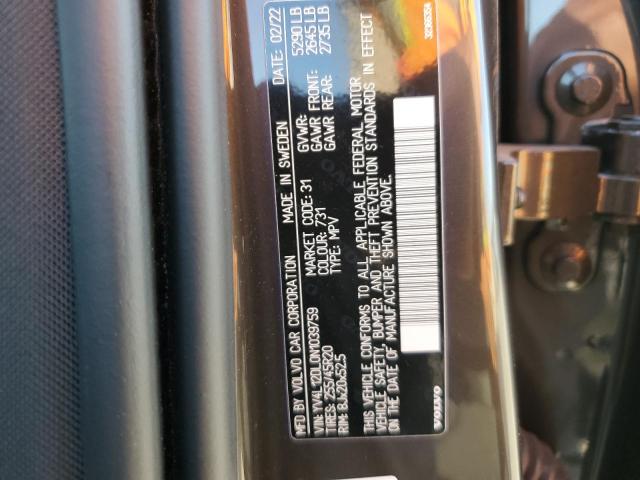 MFD BY VOLVO CAR CORPORATION MADE IN SWEDEN DATE: 02/22
VIN: YV4L12DL0N1039759 GVWR: 5290 LB
TIRES: 255/45R20 MARKET CODE: 31 GAWR FRONT: 2645 LB
RIM: 8Jx20x52.5 COLOUR: 731 GAWR REAR: 2735 LB
TYPE: MPV
THIS VEHICLE CONFORMS TO ALL APPLICABLE FEDERAL MOTOR
VEHICLE SAFETY, BUMPER AND THEFT PREVENTION STANDARDS IN EFFECT
ON THE DATE OF MANUFACTURE SHOWN ABOVE.
VOLVO 32365354